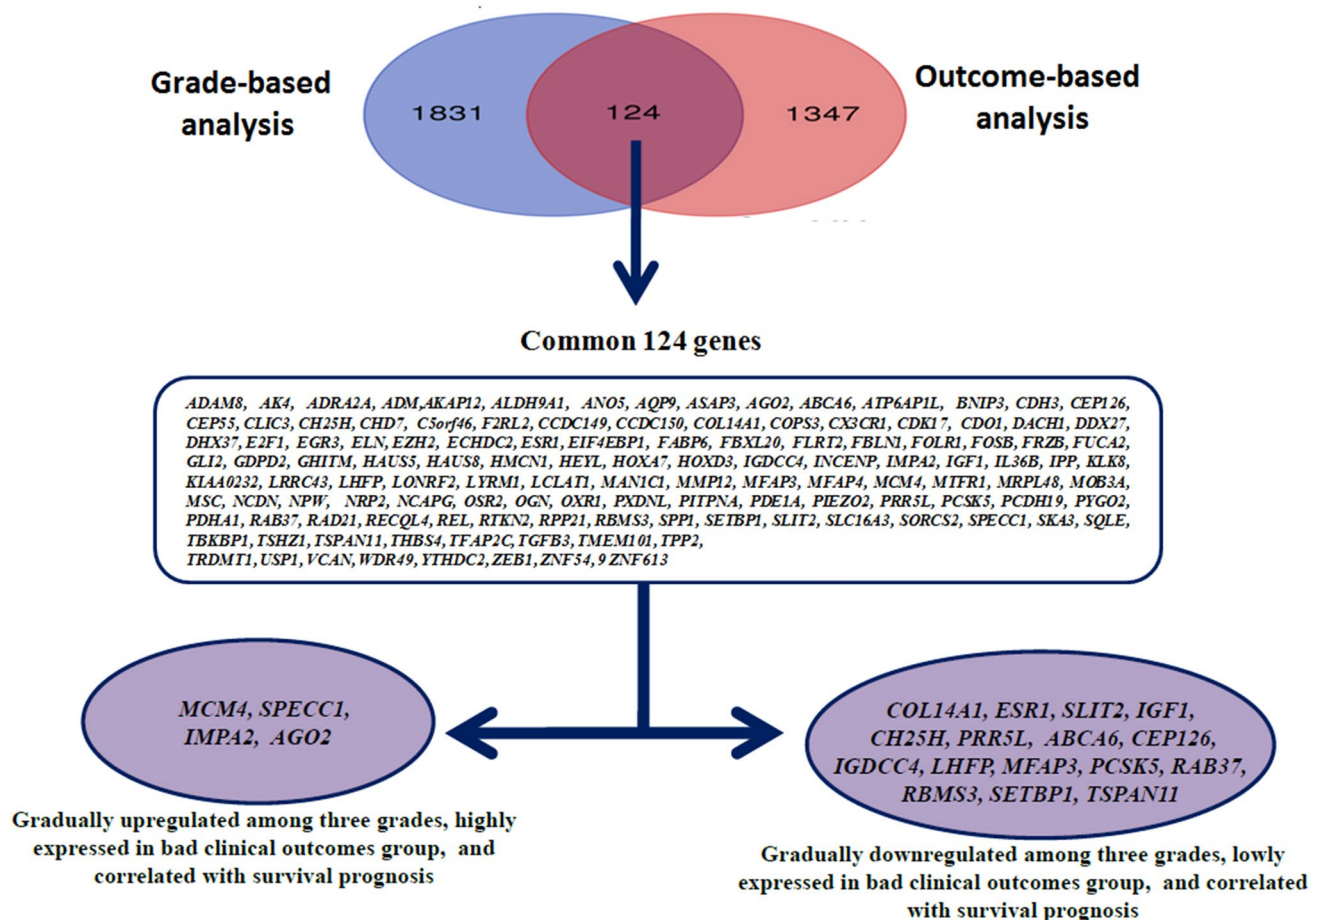 Grade-based
analysis
1831
124
1347
Outcome-based
analysis
Common 124 genes
ADAM8, AK4, ADRA2A, ADM,AKAP12, ALDH9A1, ANO5, AQP9, ASAP3, AGO2, ABCA6, ATP6AP1L, BNIP3, CDH3, CEP126,
CEP55, CLIC3, CH25H, CHD7, C5orf46, F2RL2, CCDC149, CCDC150, COL14A1, COPS3, CX3CR1, CDK17, CDO1, DACH1, DDX27,
DHX37, E2F1, EGR3, ELN, EZH2, ECHDC2, ESR1, EIF4EBP1, FABP6, FBXL20, FLRT2, FBLN1, FOLR1, FOSB, FRZB, FUCA2,
GLI2, GDPD2, GHITM, HAUS5, HAUS8, HMCN1, HEYL, HOXA7, HOXD3, IGDCC4, INCENP, IMPA2, IGF1, IL36B, IPP, KLK8,
KIAA0232, LRRC43, LHFP, LONRF2, LYRM1, LCLAT1, MAN1C1, MMP12, MFAP3, MFAP4, MCM4, MTFR1, MRPL48, MOB3A,
MSC, NCDN, NPW, NRP2, NCAPG, OSR2, OGN, OXR1, PXDNL, PITPNA, PDE1A, PIEZO2, PRR5L, PCSK5, PCDH19, PYGO2,
PDHA1, RAB37, RAD21, RECQL4, REL, RTKN2, RPP21, RBMS3, SPP1, SETBP1, SLIT2, SLC16A3, SORCS2, SPECC1, SKA3, SQLE,
TBKBP1, TSHZ1, TSPAN11, THBS4, TFAP2C, TGFB3, TMEM101, TPP2,
TRDMT1, USP1, VCAN, WDR49, YTHDC2, ZEB1, ZNF54, 9 ZNF613
MCM4, SPECC1,
IMPA2, AGO2
COL14A1, ESR1, SLIT2, IGF1,
CH25H, PRR5L, ABCA6, CEP126,
IGDCC4, LHFP, MFAP3, PCSK5, RAB37,
RBMS3, SETBP1, TSPAN11
Gradually upregulated among three grades, highly
expressed in bad clinical outcomes group, and
correlated with survival prognosis
Gradually downregulated among three grades, lowly
expressed in bad clinical outcomes group, and correlated
with survival prognosis